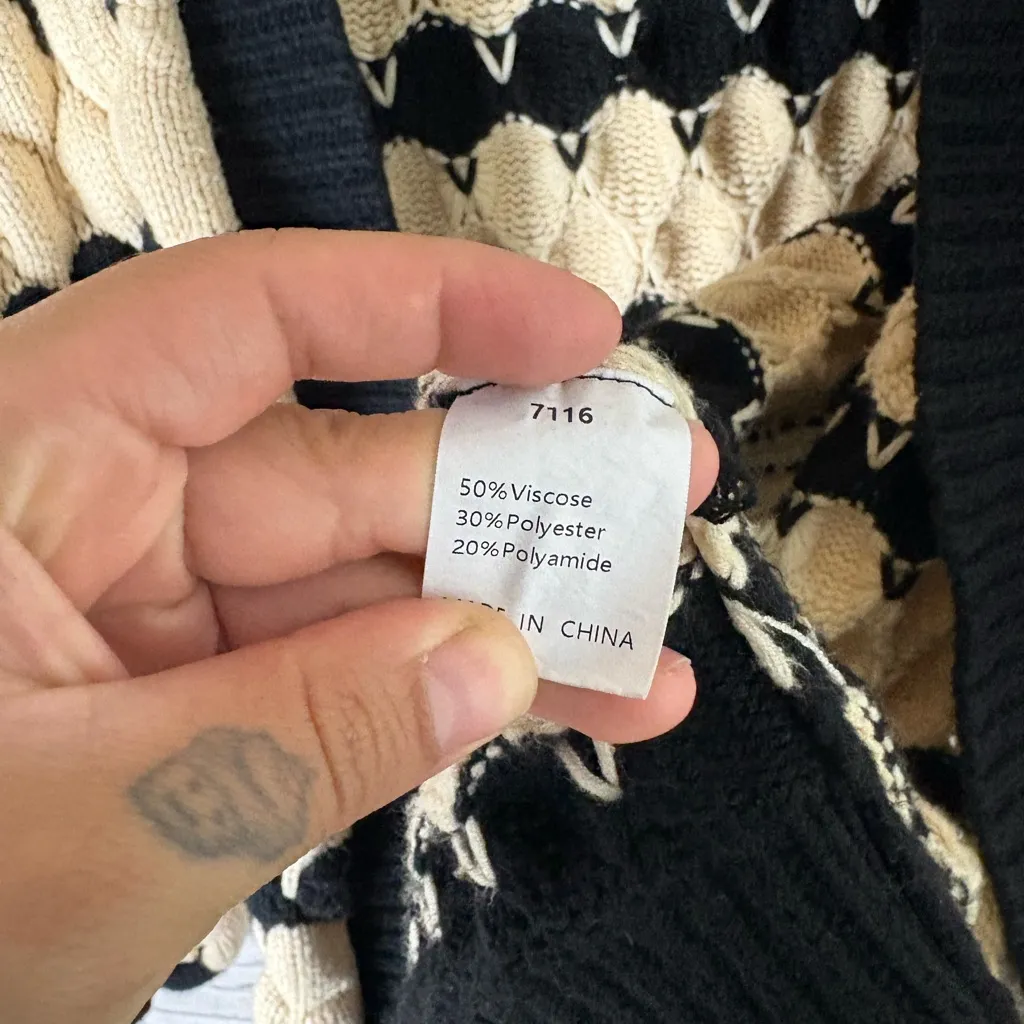 7116
50%Viscose
30%Polyester
20%Polyamide
IN CHINA